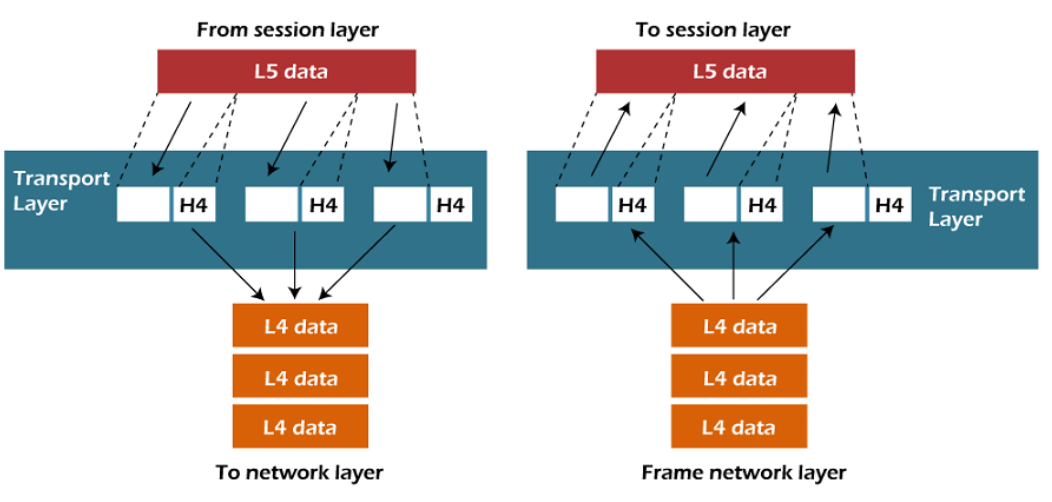 From session layer
L5 data
Transport
Layer
H4
H4
H4
L4 data
L4 data
L4 data
To network layer
To session layer
L5 data
H4
H4
H4
Transport
Layer
L4 data
L4 data
L4 data
Frame network layer